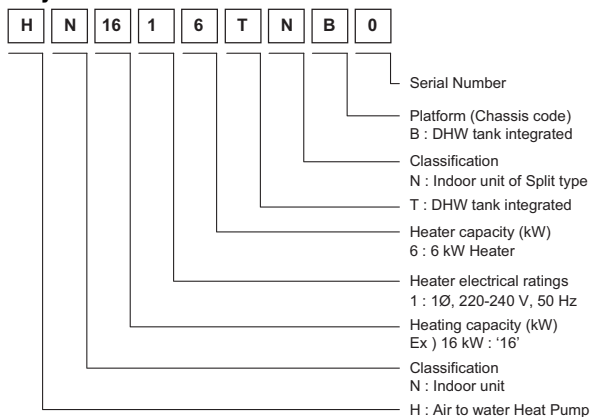 H N 16 1 6 T N B 0
Serial Number
Platform (Chassis code)
B : DHW tank integrated
Classification
N : Indoor unit of Split type
T : DHW tank integrated
Heater capacity (kW)
6 : 6 kW Heater
Heater electrical ratings
1 : 1Ø, 220-240 V, 50 Hz
Heating capacity (kW)
Ex ) 16 kW : ‘16’
Classification
N : Indoor unit
H : Air to water Heat Pump